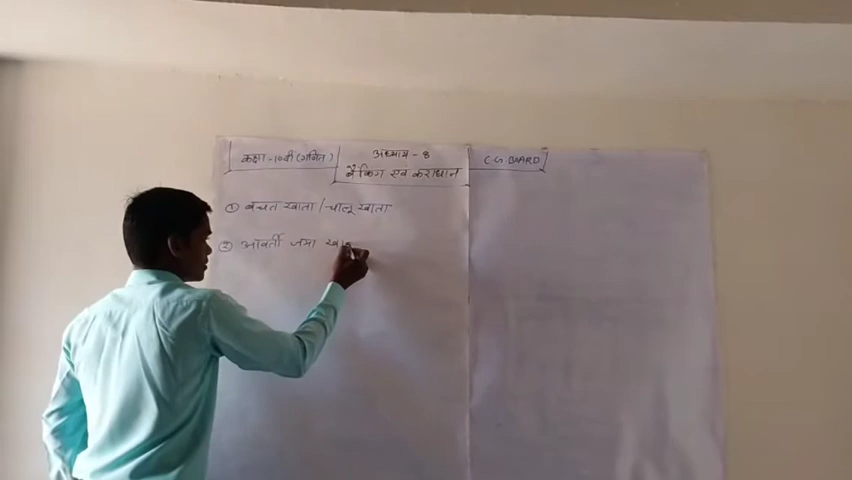 कक्षा -10वी (गणित)
अध्याय - 8
बैंकिंग एवं कराधान
CG BOARD
① बचत खाता / चालू खाता
② आवर्ती जमा खा